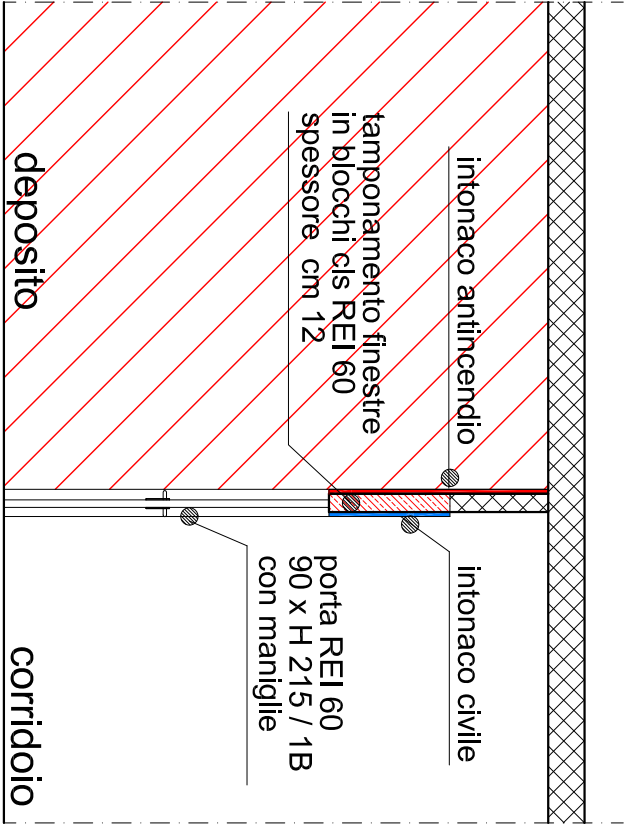 intonaco antincendio
tamponamento finestre
in blocchi cls REI 60
spessore cm 12
deposito
intonaco civile
porta REI 60
90 x H 215 / 1B
con maniglie
corridoio